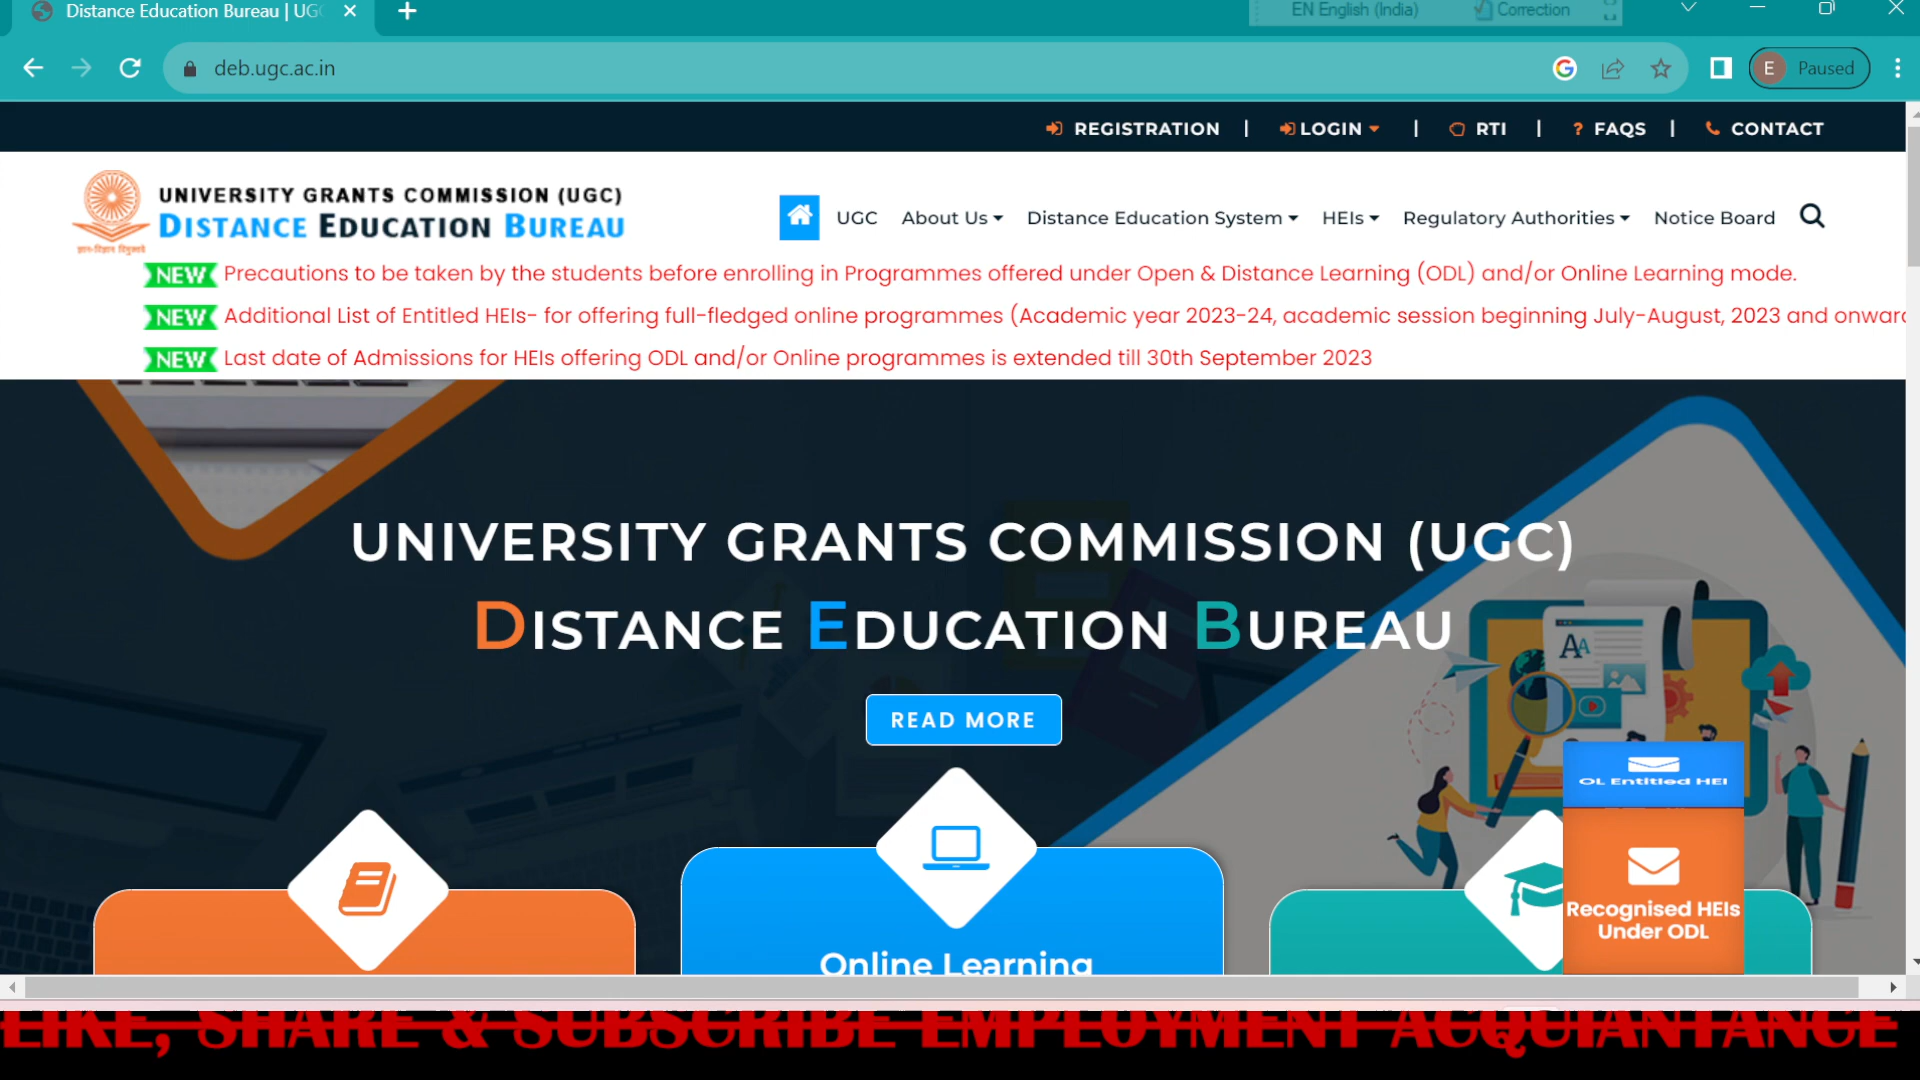 Distance Education Bureau | UG
EN English (India)
Correction
deb.ugc.ac.in
E Paused
REGISTRATION | LOGIN | RTI | ? FAQS | CONTACT
UNIVERSITY GRANTS COMMISSION (UGC)
DISTANCE EDUCATION BUREAU
ज्ञान-विज्ञान विमुक्तये
UGC About Us Distance Education System HEIs Regulatory Authorities Notice Board
NEW Precautions to be taken by the students before enrolling in Programmes offered under Open & Distance Learning (ODL) and/or Online Learning mode.
NEW Additional List of Entitled HEIs- for offering full-fledged online programmes (Academic year 2023-24, academic session beginning July-August, 2023 and onwar
NEW Last date of Admissions for HEIs offering ODL and/or Online programmes is extended till 30th September 2023
UNIVERSITY GRANTS COMMISSION (UGC)
DISTANCE EDUCATION BUREAU
READ MORE
AA
OL Entitled HEI
Recognised HEIs
Under ODL
Online Learning
LIKE, SHARE & SUBSCRIBE EMPLOYMENT ACQUIANTANCE